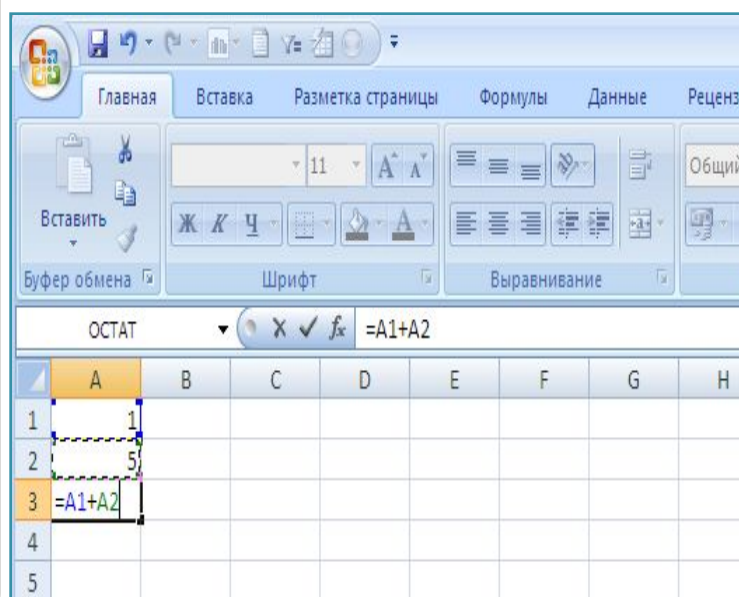 Главная Вставка Разметка страницы Формулы Данные Реценз
11 A A Общий
Вставить Ж К Ч A a
Буфер обмена Шрифт Выравнивание
ОСТАТ fx =A1+A2
A B C D E F G H
1 1
2 5
3 =A1+A2
4
5